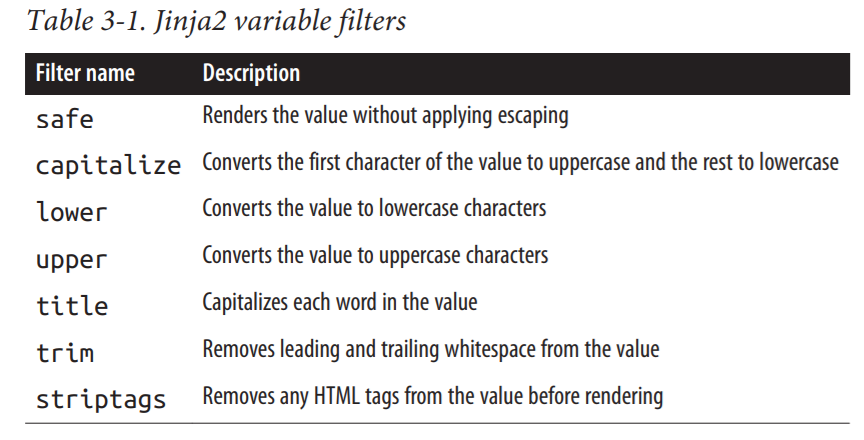 Table 3-1. Jinja2 variable filters
Filter name Description
safe Renders the value without applying escaping
capitalize Converts the first character of the value to uppercase and the rest to lowercase
lower Converts the value to lowercase characters
upper Converts the value to uppercase characters
title Capitalizes each word in the value
trim Removes leading and trailing whitespace from the value
striptags Removes any HTML tags from the value before rendering